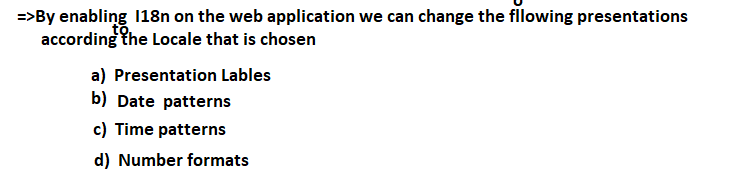 =>By enabling I18n on the web application we can change the fllowing presentations
according to the Locale that is chosen
a) Presentation Lables
b) Date patterns
c) Time patterns
d) Number formats